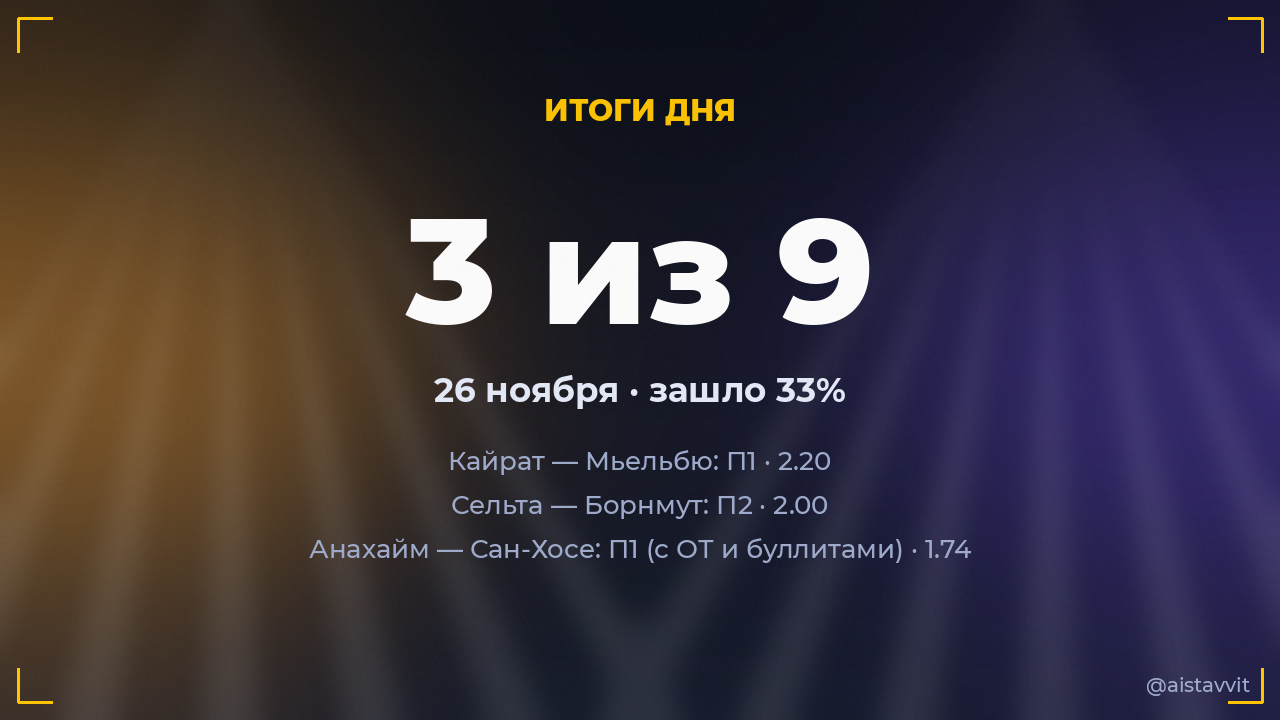 ИТОГИ ДНЯ
3 из 9
26 ноября · зашло 33%
Кайрат — Мьельбю: П1 · 2.20
Сельта — Борнмут: П2 · 2.00
Анахайм — Сан-Хосе: П1 (с ОТ и буллитами) · 1.74
@aistavvit